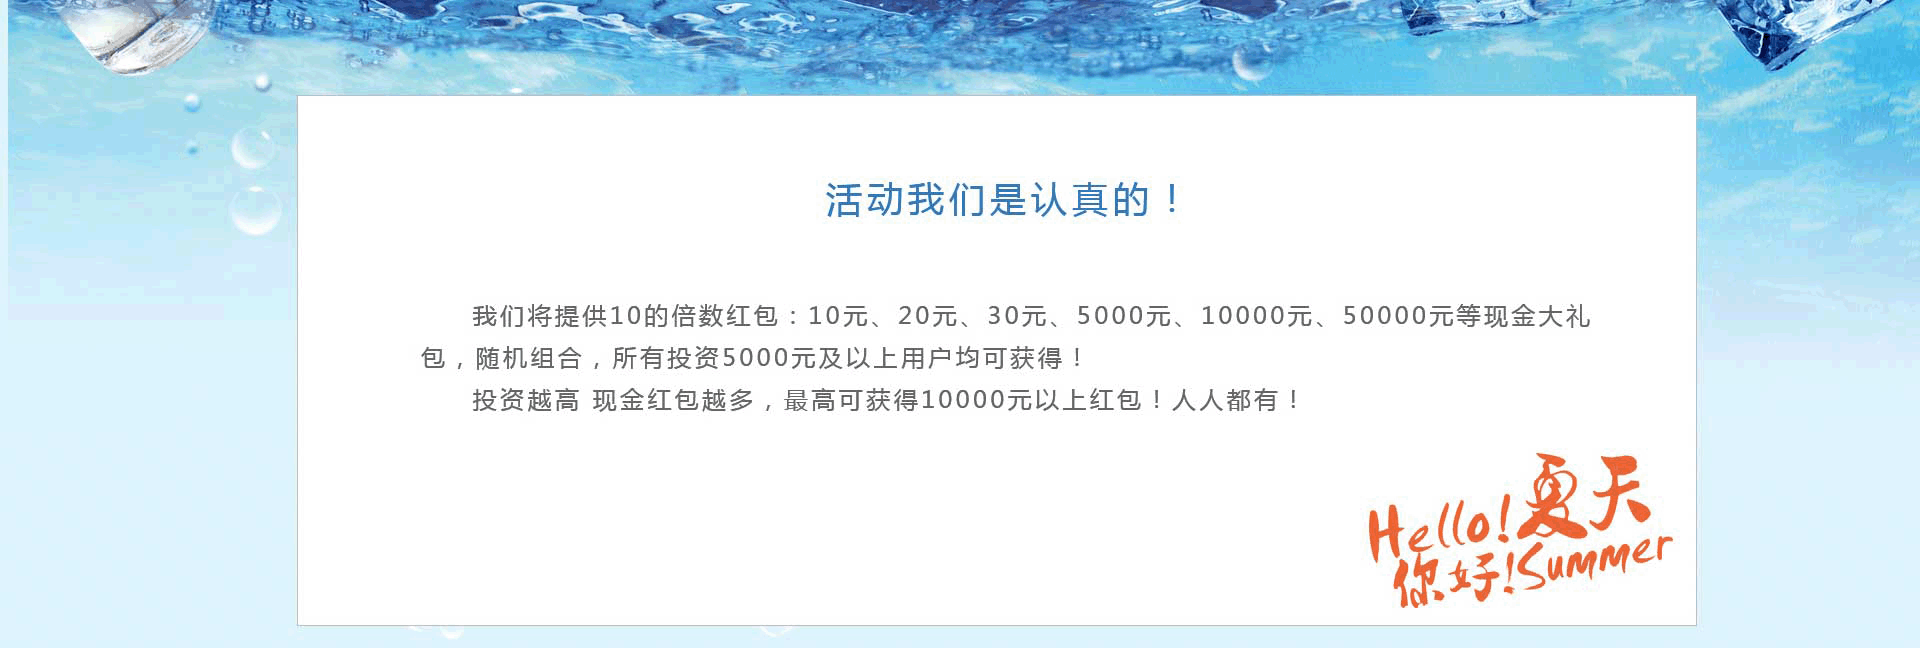 活动我们是认真的！
我们将提供10的倍数红包：10元、20元、30元、5000元、10000元、50000元等现金大礼
包，随机组合，所有投资5000元及以上用户均可获得！
投资越高 现金红包越多，最高可获得10000元以上红包！人人都有！
Hello!夏天
你好!Summer